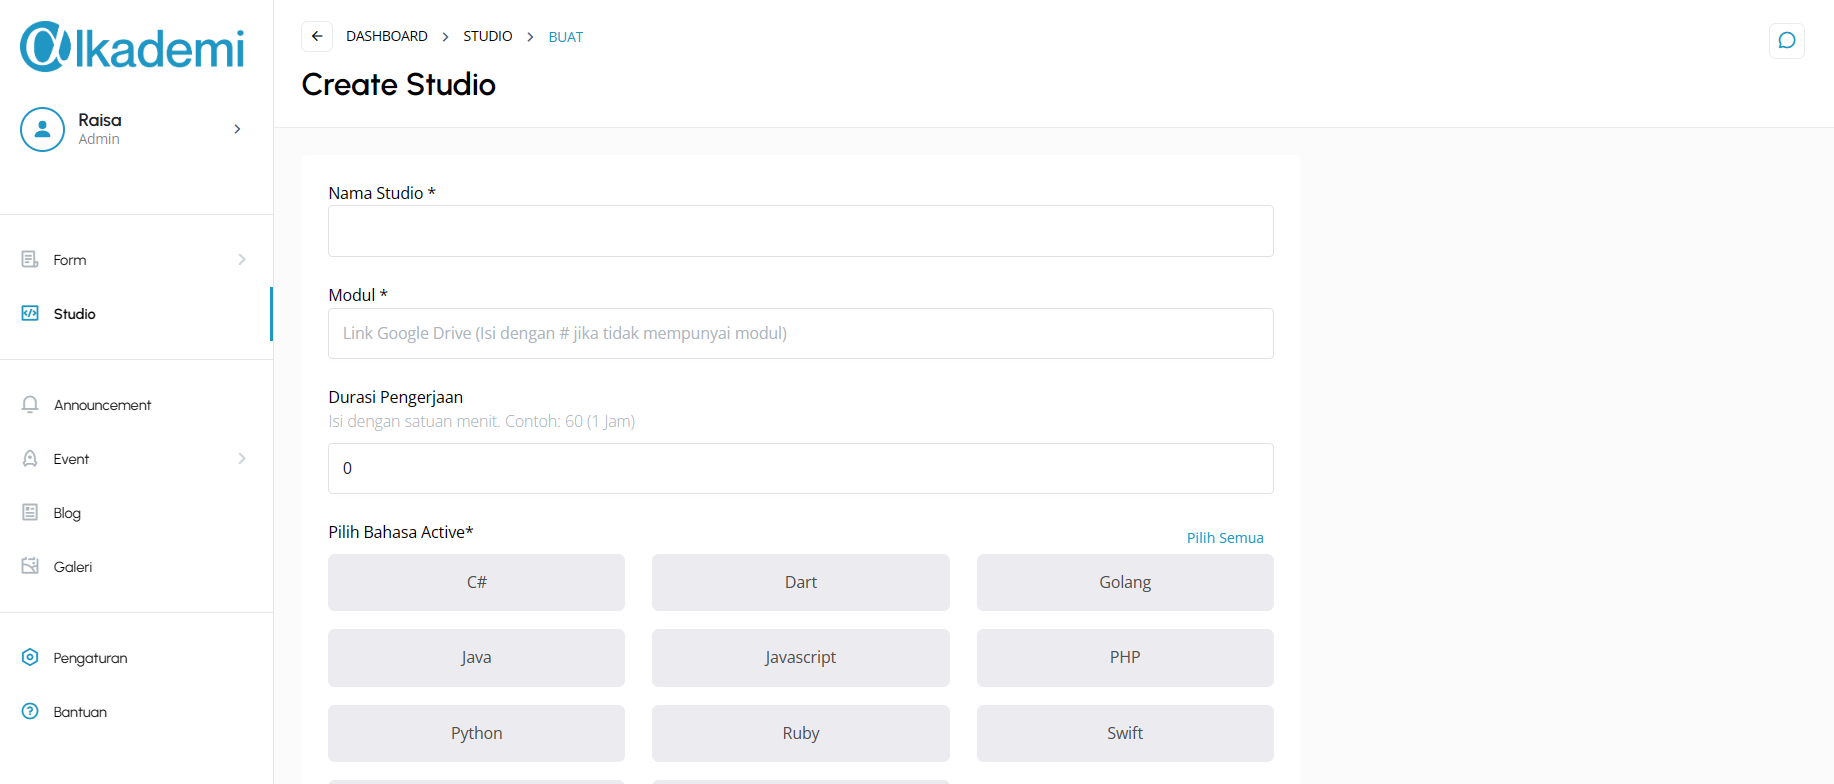 alkademi
Raisa
Admin
Form
Studio
Announcement
Event
Blog
Galeri
Pengaturan
Bantuan
DASHBOARD > STUDIO > BUAT
Create Studio
Nama Studio *
Modul *
Link Google Drive (Isi dengan # jika tidak mempunyai modul)
Durasi Pengerjaan
Isi dengan satuan menit. Contoh: 60 (1 Jam)
0
Pilih Bahasa Active*
Pilih Semua
C# Dart Golang
Java Javascript PHP
Python Ruby Swift